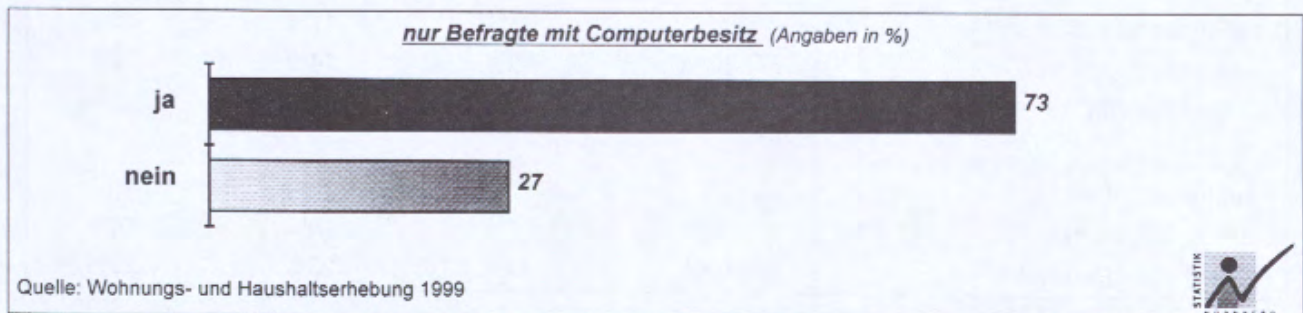 nur Befragte mit Computerbesitz (Angaben in %)
ja 73
nein 27
Quelle: Wohnungs- und Haushaltserhebung 1999
STATISTIK